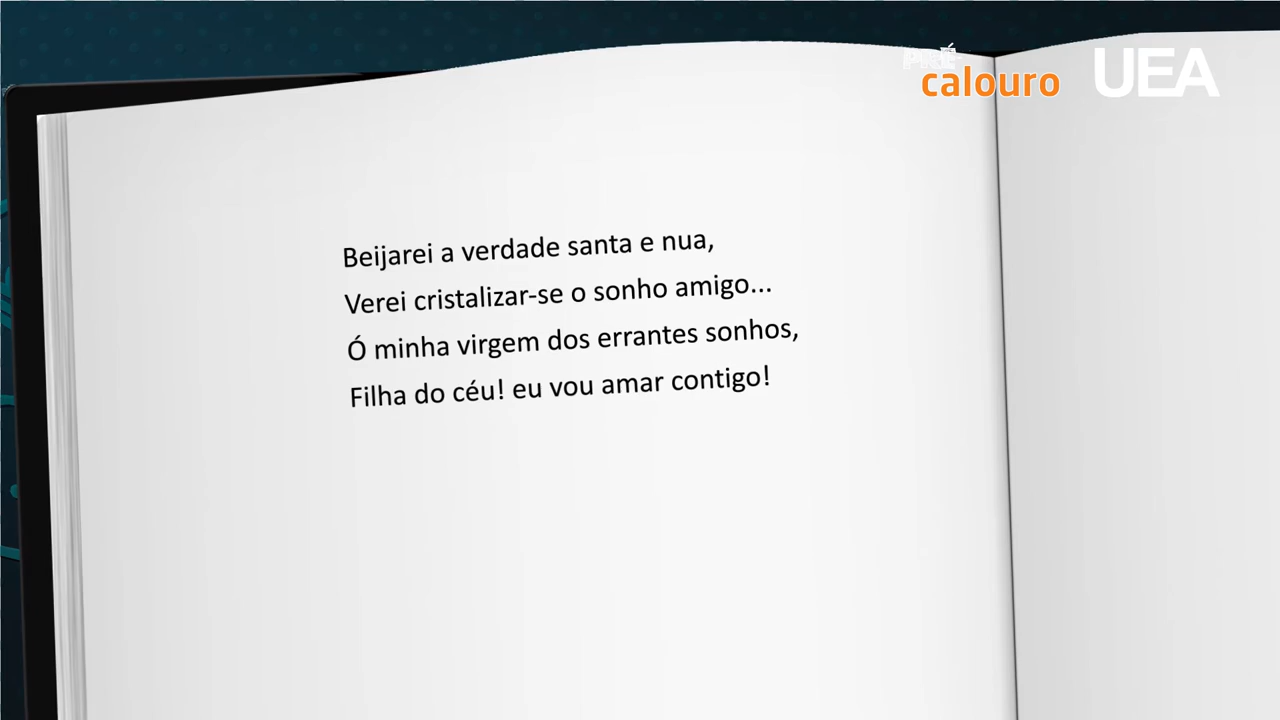 PRÉ-
calouro UEA
Beijarei a verdade santa e nua,
Verei cristalizar-se o sonho amigo...
Ó minha virgem dos errantes sonhos,
Filha do céu! eu vou amar contigo!